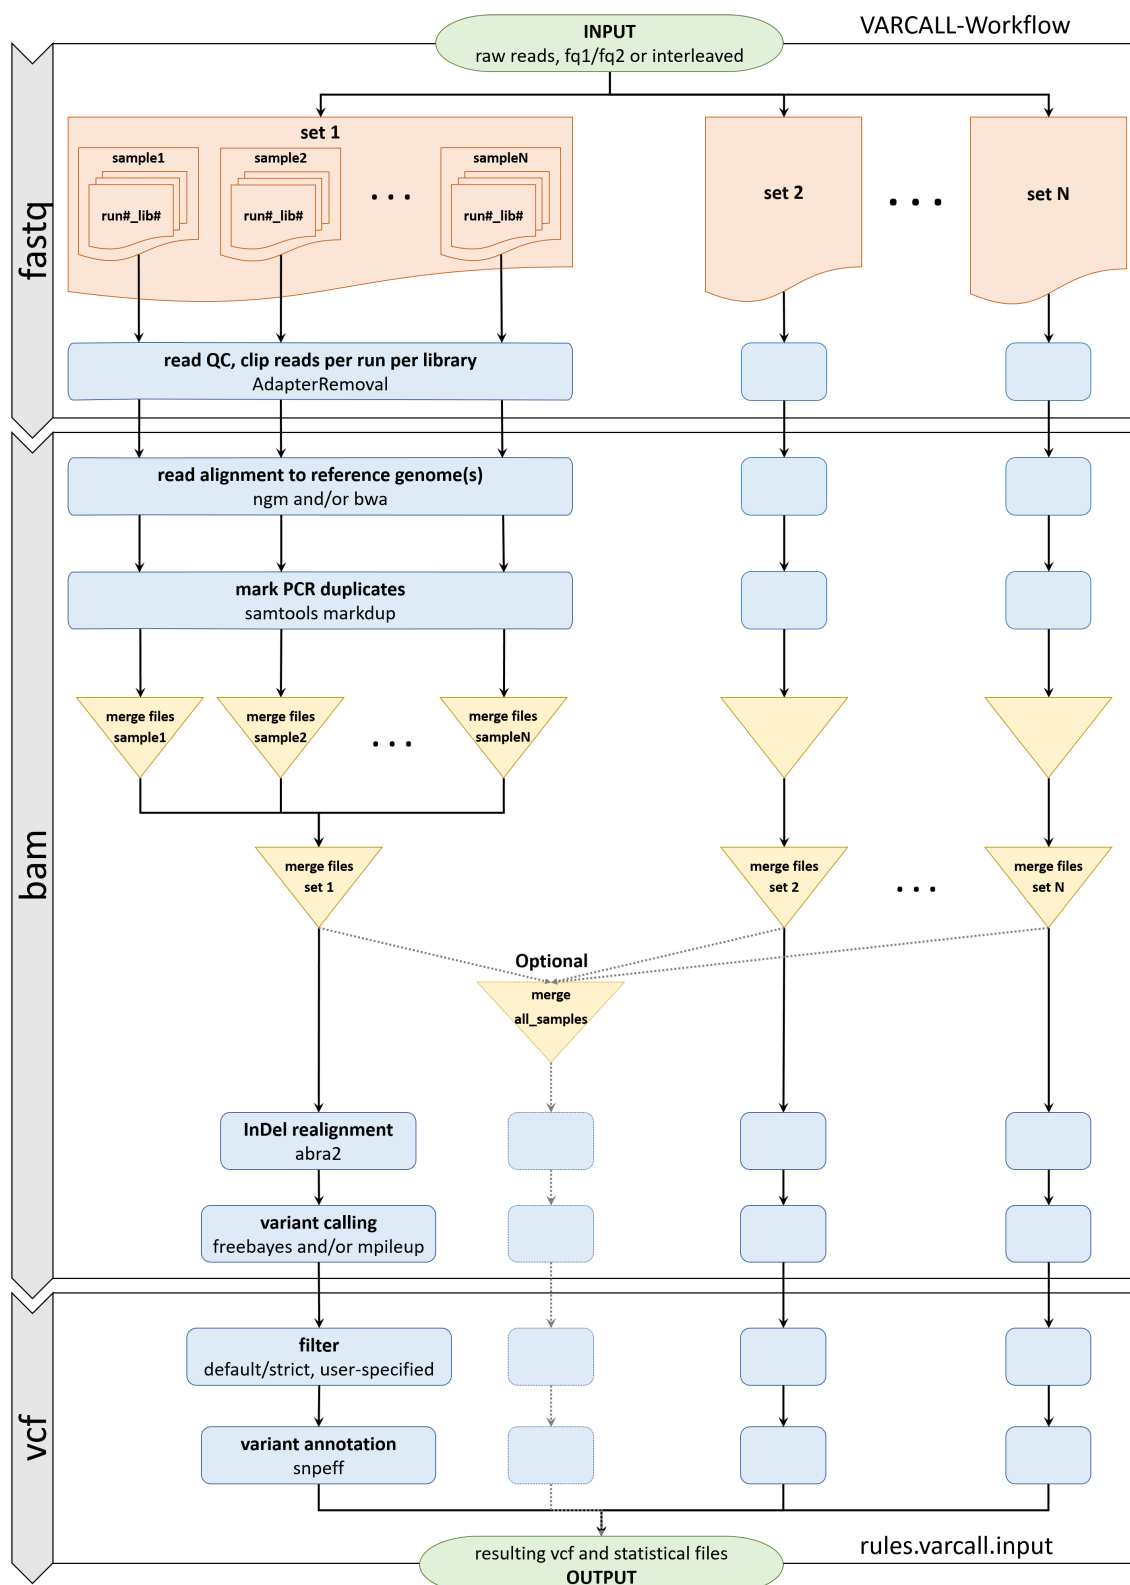 VARCALL-Workflow
INPUT
raw reads, fq1/fq2 or interleaved
fastq
set 1
sample1
sample2
sampleN
run#_lib#
run#_lib#
. . .
run#_lib#
set 2
. . .
set N
read QC, clip reads per run per library
AdapterRemoval
bam
read alignment to reference genome(s)
ngm and/or bwa
mark PCR duplicates
samtools markdup
merge files
sample1
merge files
sample2
. . .
merge files
sampleN
merge files
set 1
merge files
set 2
. . .
merge files
set N
Optional
merge
all_samples
InDel realignment
abra2
variant calling
freebayes and/or mpileup
vcf
filter
default/strict, user-specified
variant annotation
snpeff
resulting vcf and statistical files
OUTPUT
rules.varcall.input